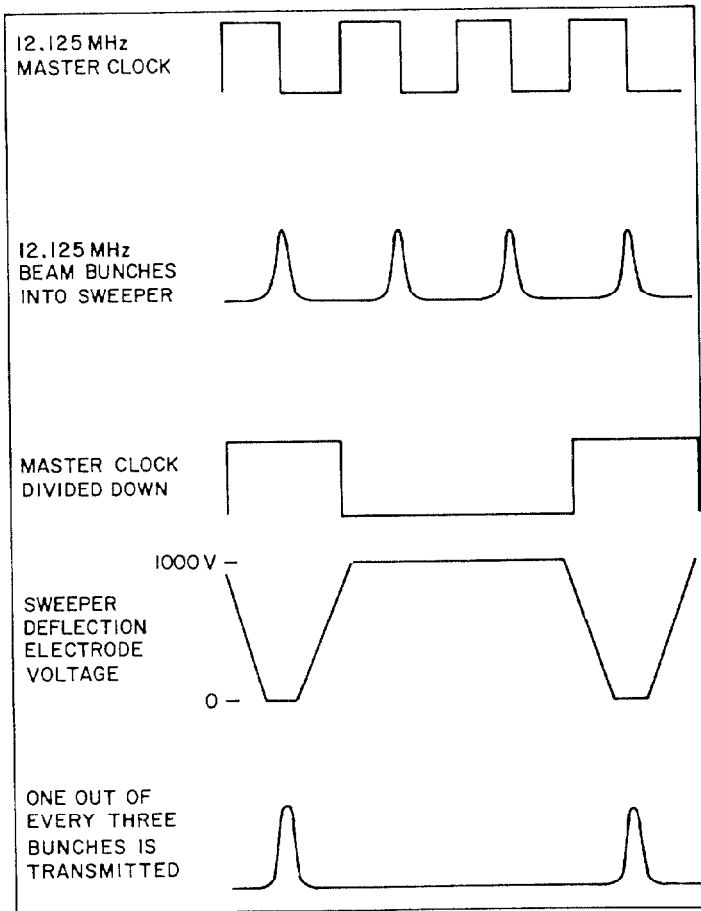 12.125 MHz
MASTER CLOCK
12.125 MHz
BEAM BUNCHES
INTO SWEEPER
MASTER CLOCK
DIVIDED DOWN
1000 V
SWEEPER
DEFLECTION
ELECTRODE
VOLTAGE
0
ONE OUT OF
EVERY THREE
BUNCHES IS
TRANSMITTED